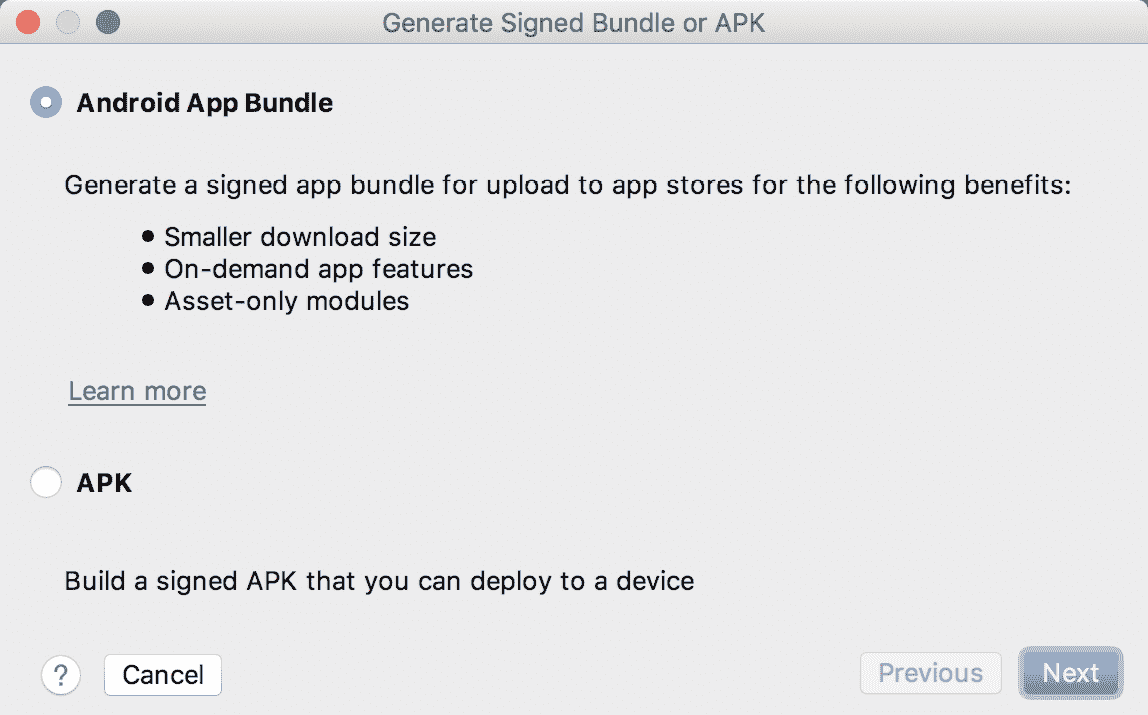 Generate Signed Bundle or APK
Android App Bundle
Generate a signed app bundle for upload to app stores for the following benefits:
• Smaller download size
• On-demand app features
• Asset-only modules
Learn more
APK
Build a signed APK that you can deploy to a device
? Cancel Previous Next